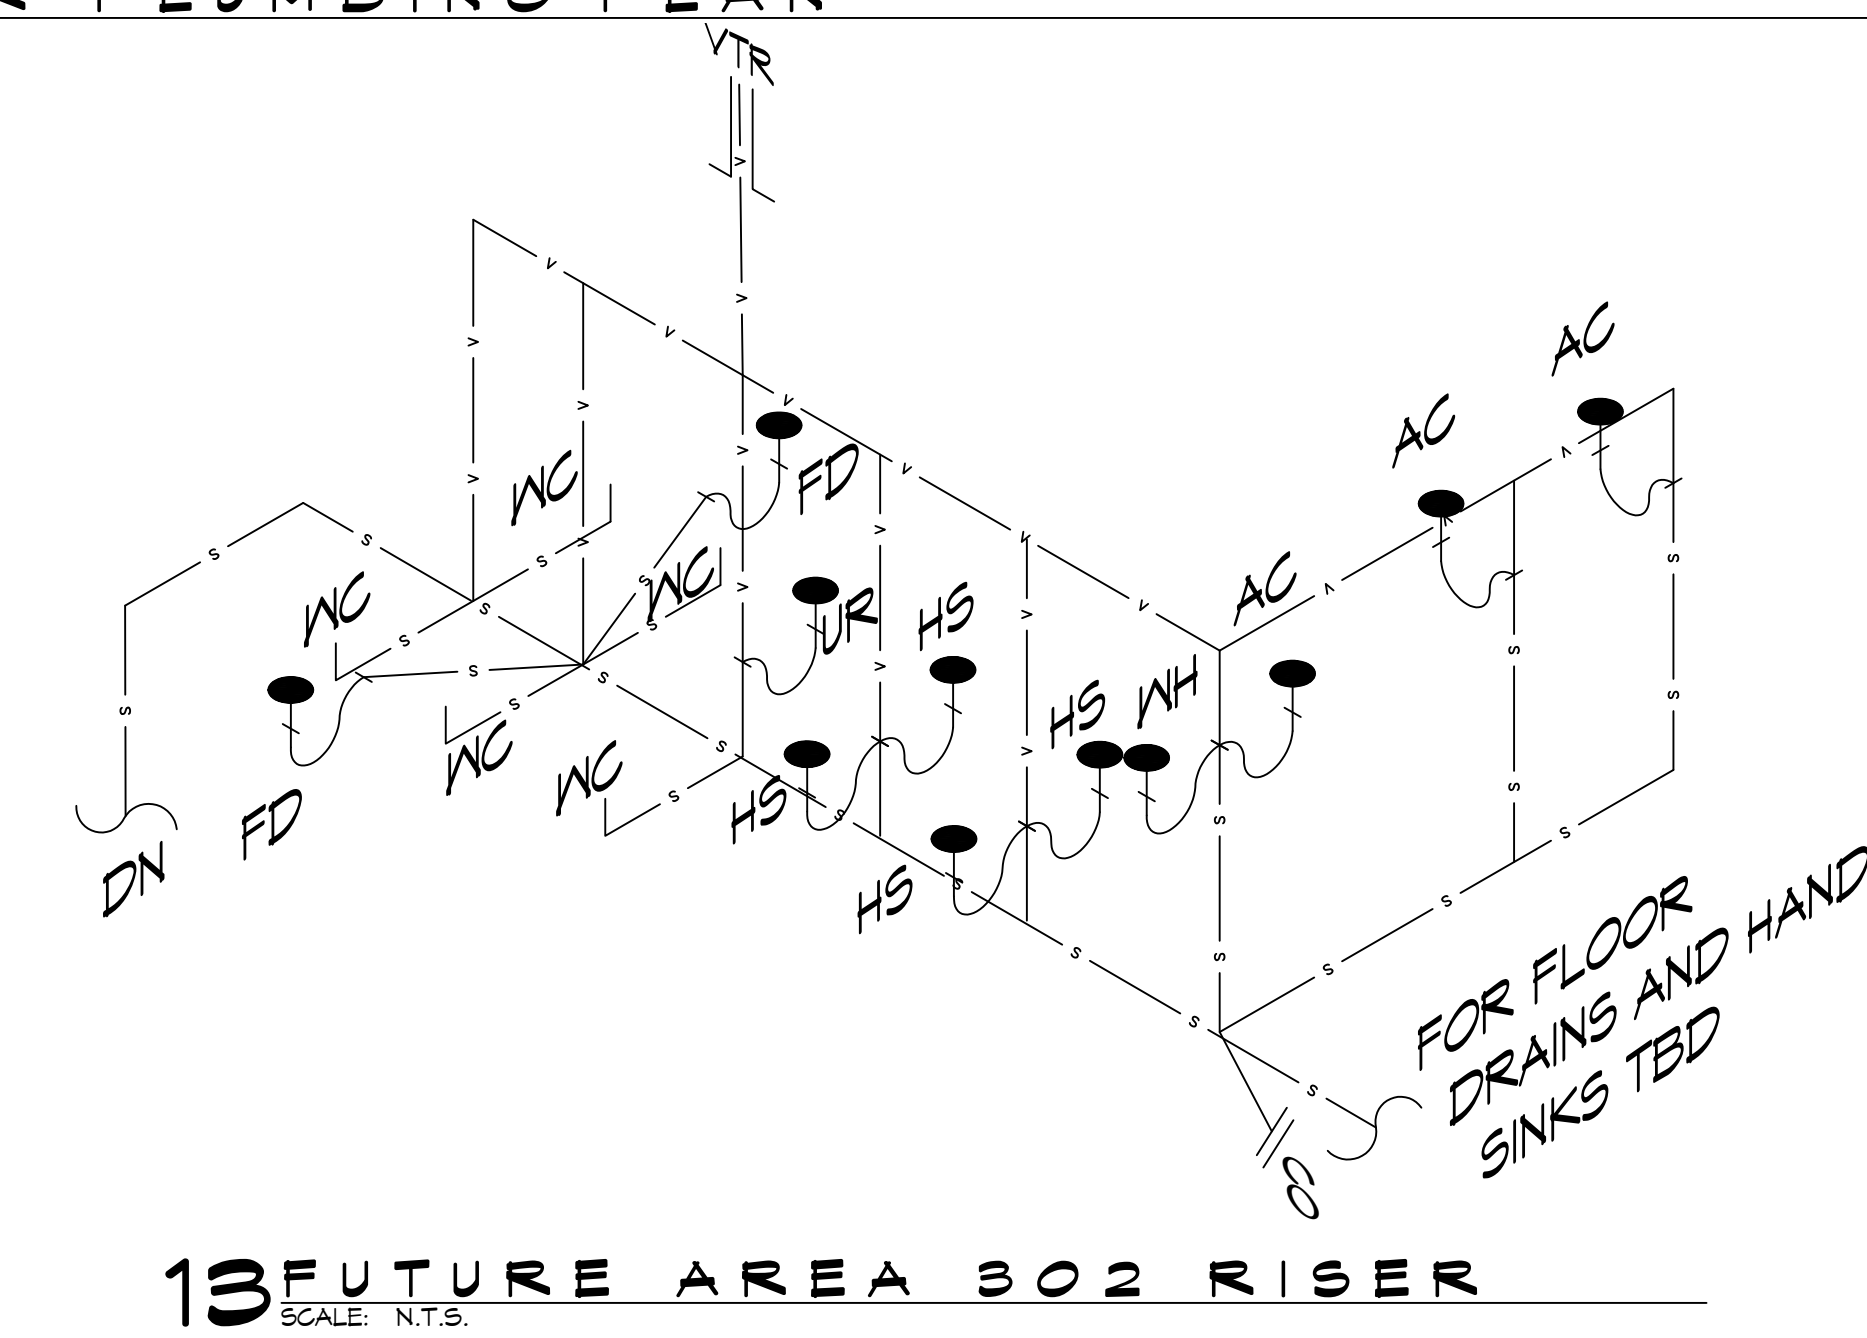 VTR
AC
AC
WC
FD
AC
WC
WC
UR
HS
HS
WH
WC
WC
HS
FD
DN
HS
FOR FLOOR
DRAINS AND HAND
SINKS TBD
CO
13 FUTURE AREA 302 RISER
SCALE: N.T.S.